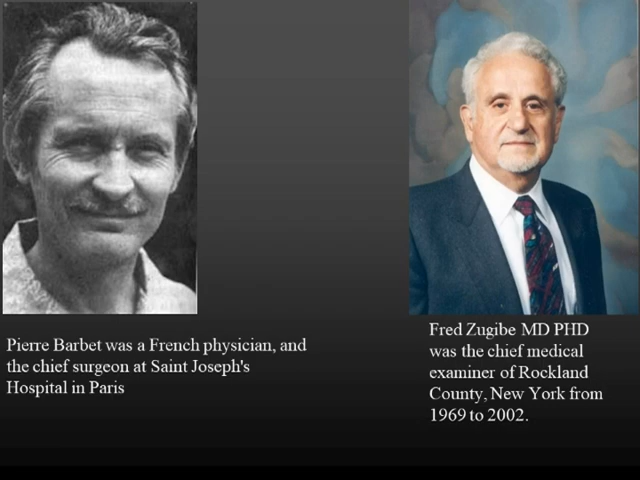 Pierre Barbet was a French physician, and
the chief surgeon at Saint Joseph's
Hospital in Paris
Fred Zugibe MD PHD
was the chief medical
examiner of Rockland
County, New York from
1969 to 2002.